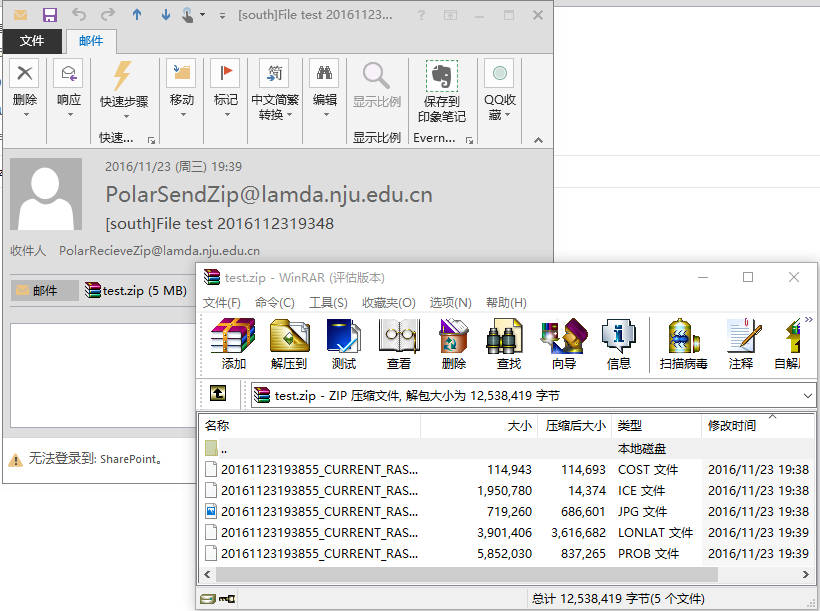 [south]File test 20161123...
文件
邮件
删除
响应
快速步骤
移动
标记
中文简繁
转换
编辑
显示比例
保存到
印象笔记
QQ收
藏
快速...
显示比例
Evern...
2016/11/23 (周三) 19:39
PolarSendZip@lamda.nju.edu.cn
[south]File test 2016112319348
收件人 PolarRecieveZip@lamda.nju.edu.cn
邮件
test.zip (5 MB)
无法登录到: SharePoint。
test.zip - WinRAR (评估版本)
文件(F) 命令(C) 工具(S) 收藏夹(O) 选项(N) 帮助(H)
添加 解压到 测试 查看 删除 查找 向导 信息 扫描病毒 注释 自解
test.zip - ZIP 压缩文件, 解包大小为 12,538,419 字节
名称 大小 压缩后大小 类型 修改时间
.. 本地磁盘
20161123193855_CURRENT_RAS... 114,943 114,693 COST 文件 2016/11/23 19:38
20161123193855_CURRENT_RAS... 1,950,780 14,374 ICE 文件 2016/11/23 19:38
20161123193855_CURRENT_RAS... 719,260 686,601 JPG 文件 2016/11/23 19:38
20161123193855_CURRENT_RAS... 3,901,406 3,616,682 LONLAT 文件 2016/11/23 19:39
20161123193855_CURRENT_RAS... 5,852,030 837,265 PROB 文件 2016/11/23 19:39
总计 12,538,419 字节(5 个文件)